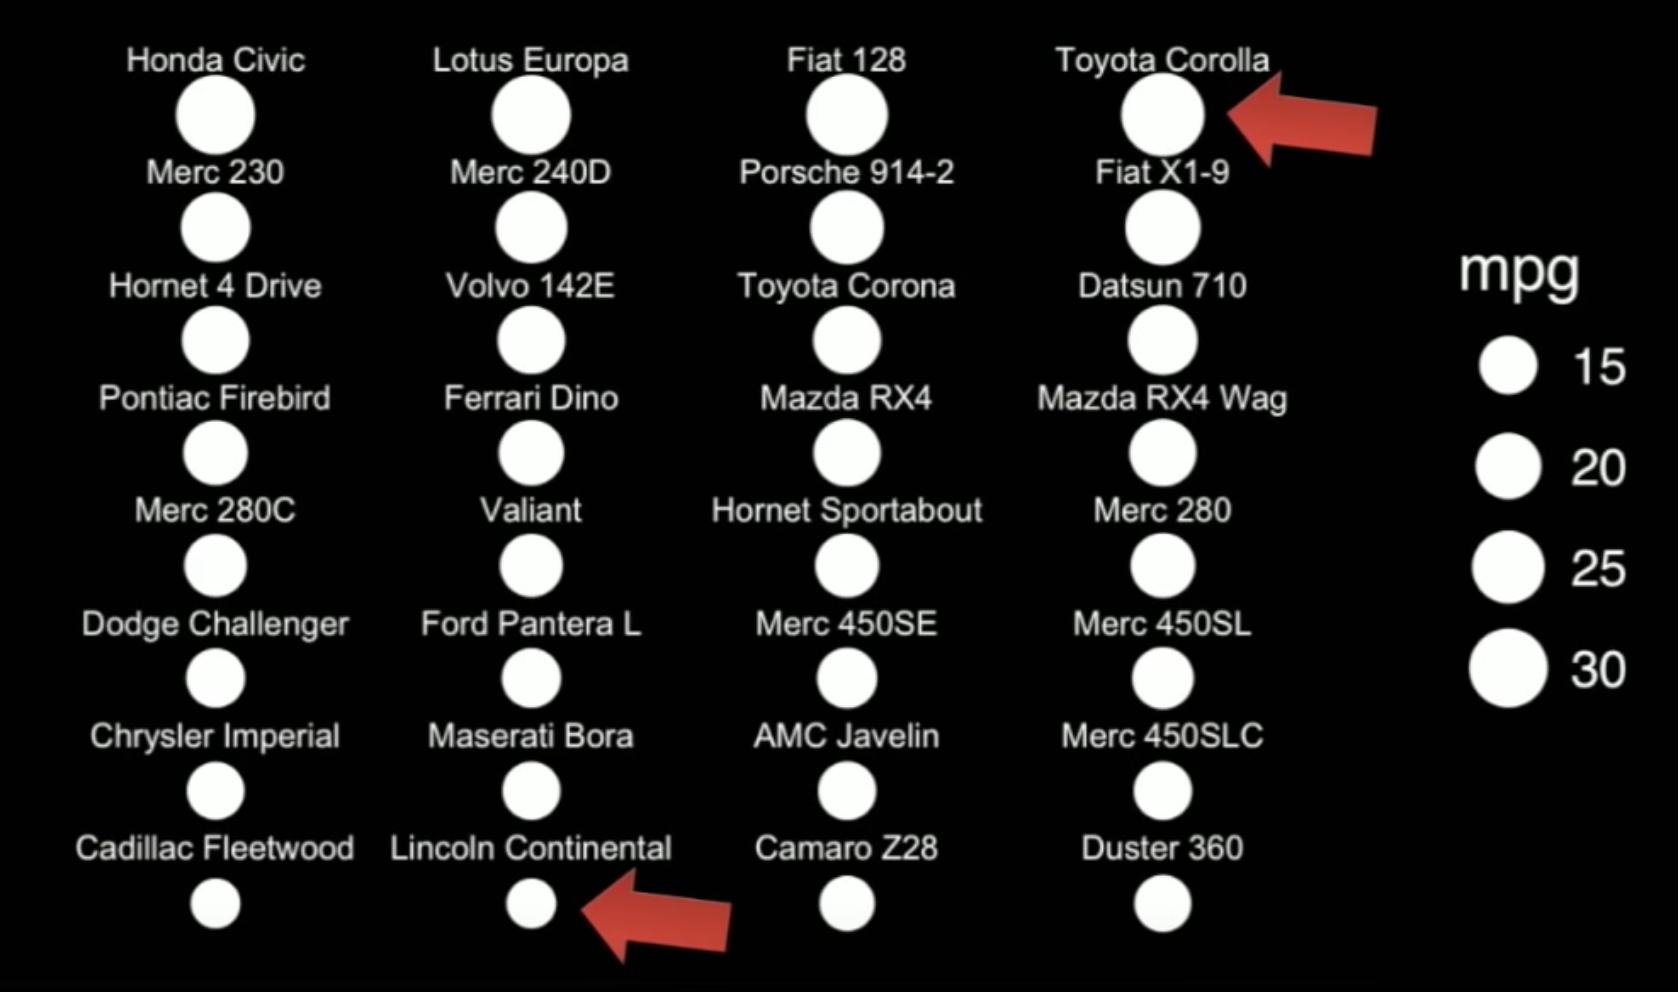 Honda Civic Lotus Europa Fiat 128 Toyota Corolla
Merc 230 Merc 240D Porsche 914-2 Fiat X1-9
Hornet 4 Drive Volvo 142E Toyota Corona Datsun 710
Pontiac Firebird Ferrari Dino Mazda RX4 Mazda RX4 Wag
Merc 280C Valiant Hornet Sportabout Merc 280
Dodge Challenger Ford Pantera L Merc 450SE Merc 450SL
Chrysler Imperial Maserati Bora AMC Javelin Merc 450SLC
Cadillac Fleetwood Lincoln Continental Camaro Z28 Duster 360
mpg
15
20
25
30